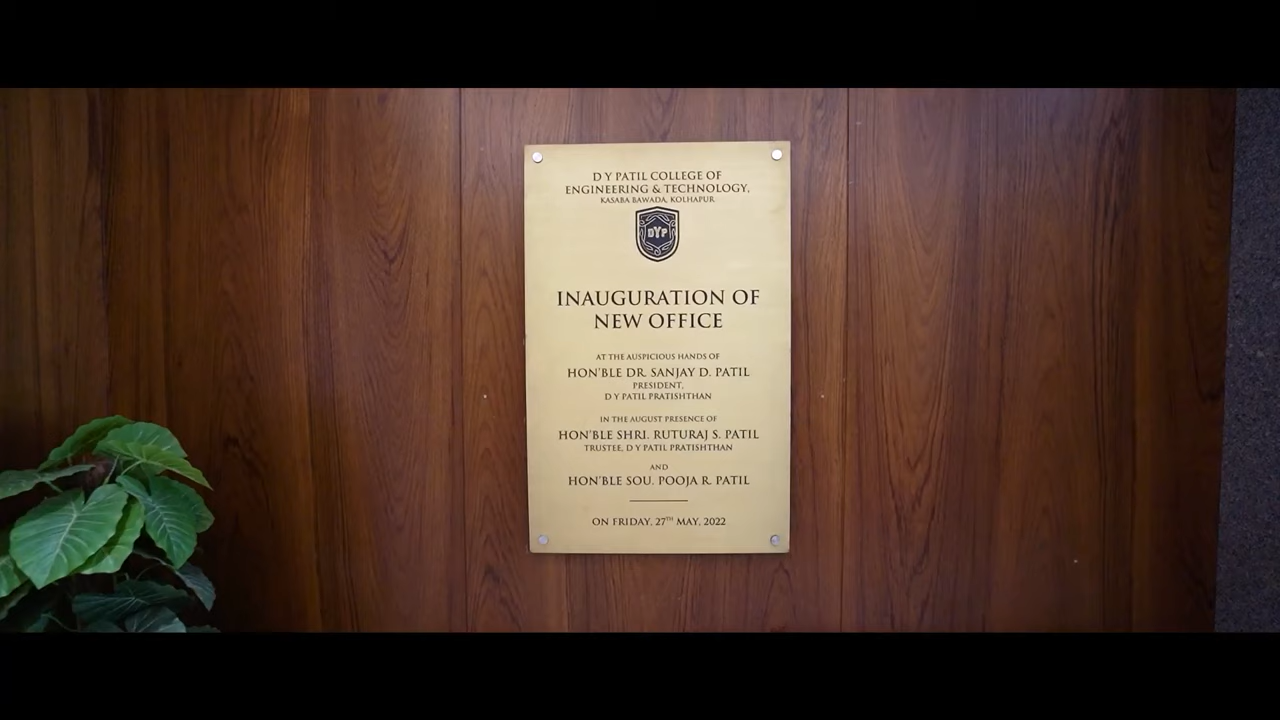 D Y PATIL COLLEGE OF
ENGINEERING & TECHNOLOGY,
KASABA BAWADA, KOLHAPUR
DYP
INAUGURATION OF
NEW OFFICE
AT THE AUSPICIOUS HANDS OF
HON'BLE DR. SANJAY D. PATIL
PRESIDENT,
D Y PATIL PRATISHTHAN
IN THE AUGUST PRESENCE OF
HON'BLE SHRI. RUTURAJ S. PATIL
TRUSTEE, D Y PATIL PRATISHTHAN
AND
HON'BLE SOU. POOJA R. PATIL
ON FRIDAY, 27TH MAY, 2022